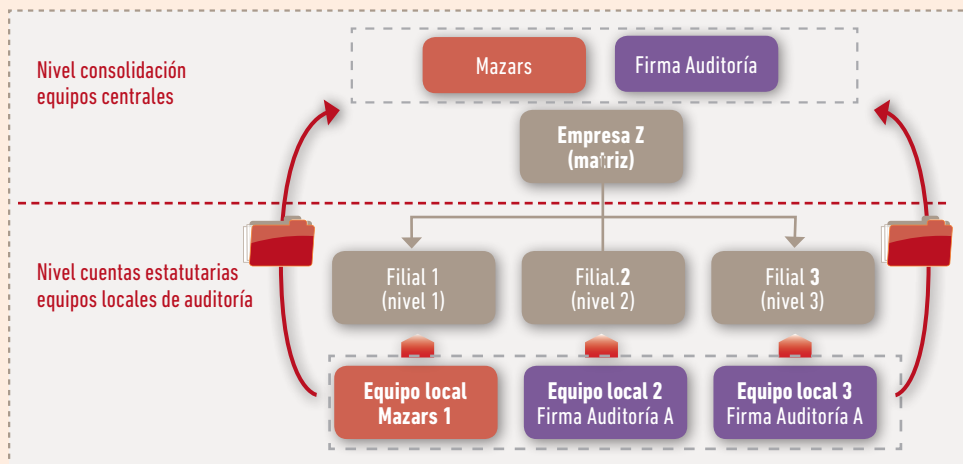 Nivel consolidación
equipos centrales
Mazars
Firma Auditoría
Empresa Z
(matriz)
Nivel cuentas estatutarias
equipos locales de auditoría
Filial 1
(nivel 1)
Filial.2
(nivel 2)
Filial 3
(nivel 3)
Equipo local
Mazars 1
Equipo local 2
Firma Auditoría A
Equipo local 3
Firma Auditoría A